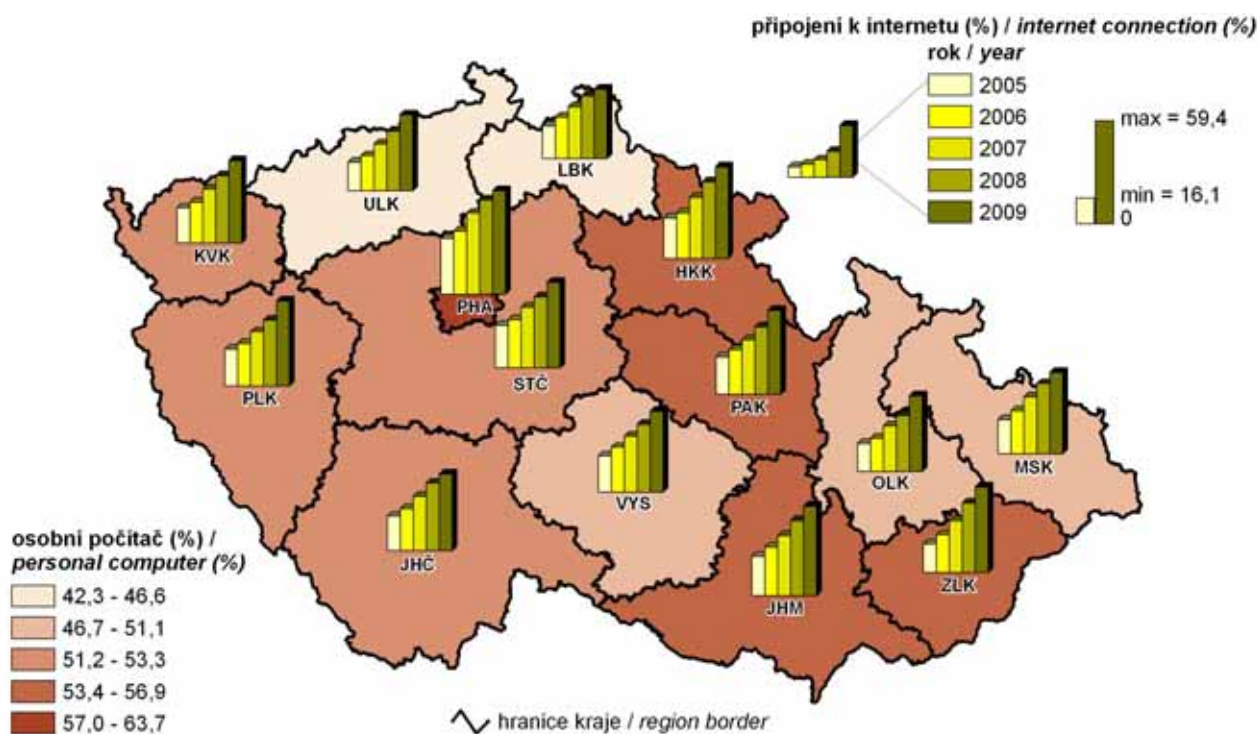 připojení k internetu (%) / internet connection (%)
rok / year
2005
2006
2007
2008
2009
max = 59,4
min = 16,1
0
LBK
ULK
KVK
HKK
PHA
STČ
PLK
PAK
MSK
OLK
VYS
JHČ
ZLK
JHM
osobní počítač (%) /
personal computer (%)
42,3 - 46,6
46,7 - 51,1
51,2 - 53,3
53,4 - 56,9
57,0 - 63,7
hranice kraje / region border